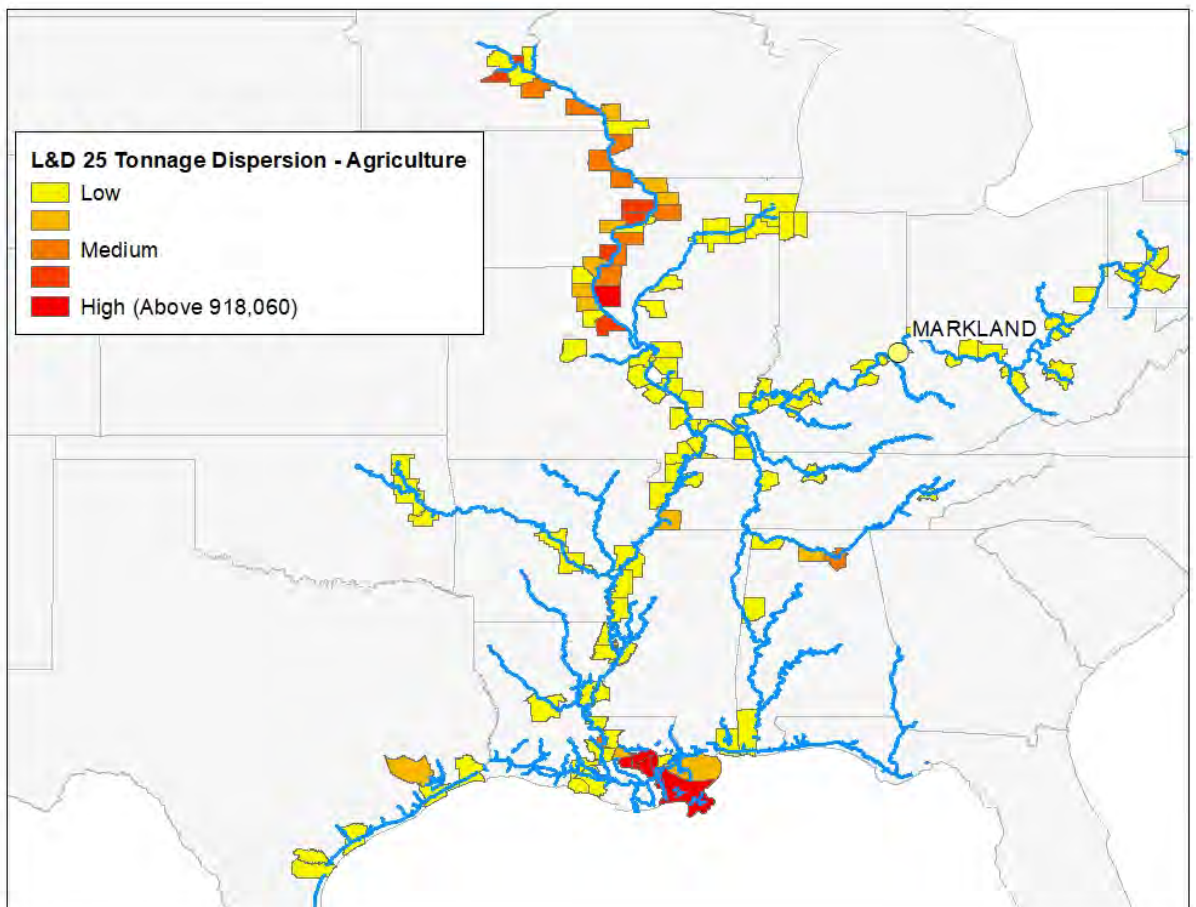 L&D 25 Tonnage Dispersion - Agriculture
Low
Medium
High (Above 918,060)
MARKLAND